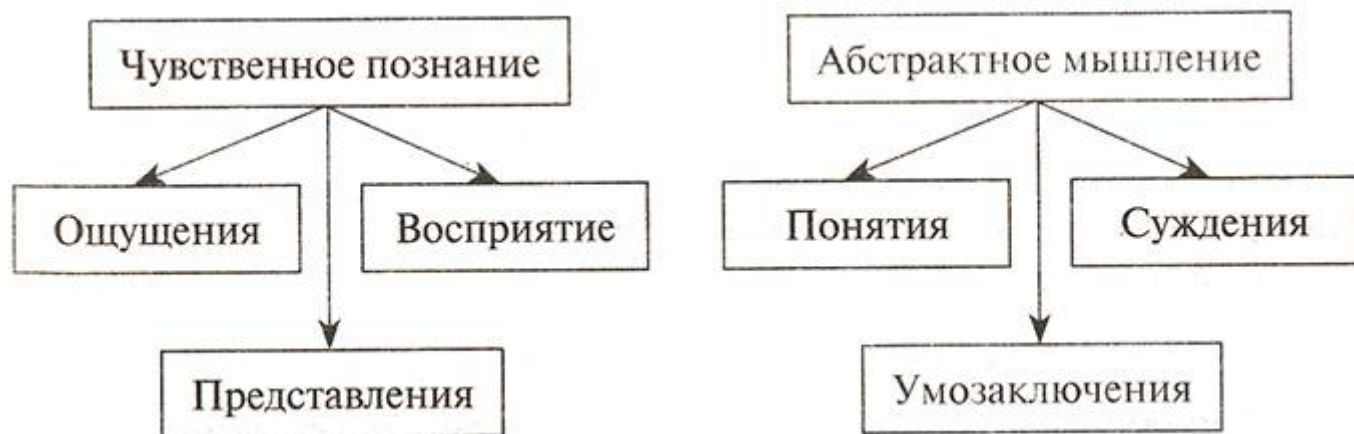 Чувственное познание
Абстрактное мышление
Ощущения
Восприятие
Понятия
Суждения
Представления
Умозаключения